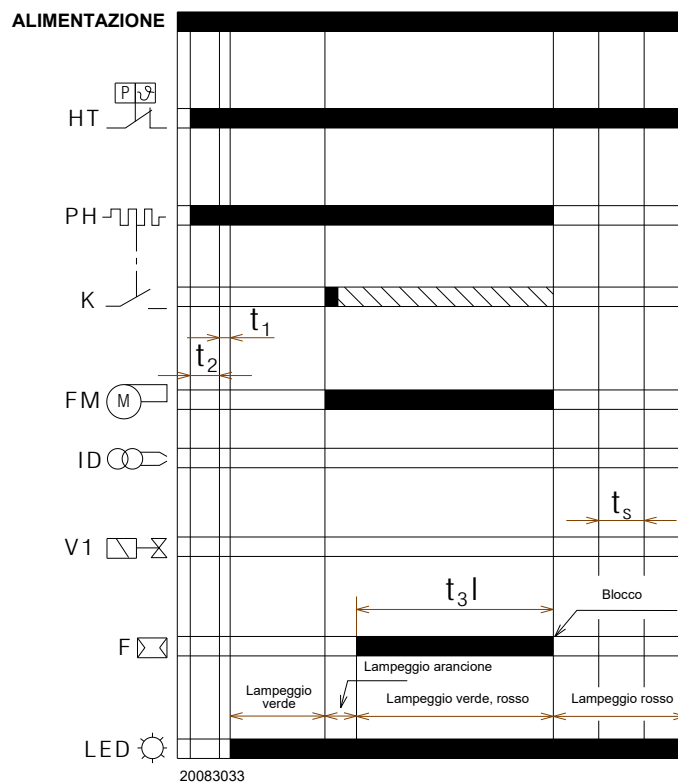 ALIMENTAZIONE
P ϑ
HT
PH
K
t1
t2
FM M
ID
ts
V1
t3l
Blocco
F
Lampeggio arancione
Lampeggio
verde
Lampeggio verde, rosso
Lampeggio rosso
LED
20083033